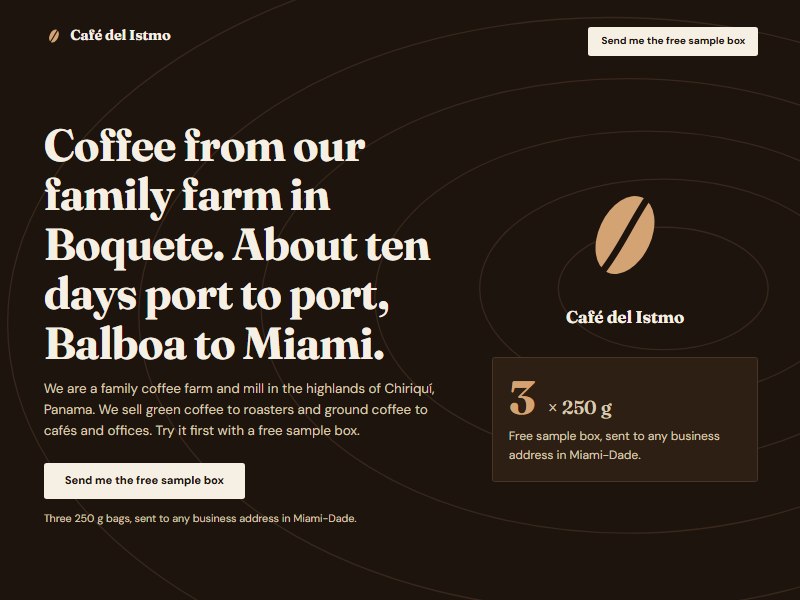 Café del Istmo
Send me the free sample box
Coffee from our
family farm in
Boquete. About ten
days port to port,
Balboa to Miami.
We are a family coffee farm and mill in the highlands of Chiriquí,
Panama. We sell green coffee to roasters and ground coffee to
cafés and offices. Try it first with a free sample box.
Send me the free sample box
Three 250 g bags, sent to any business address in Miami-Dade.
Café del Istmo
3 × 250 g
Free sample box, sent to any business
address in Miami-Dade.